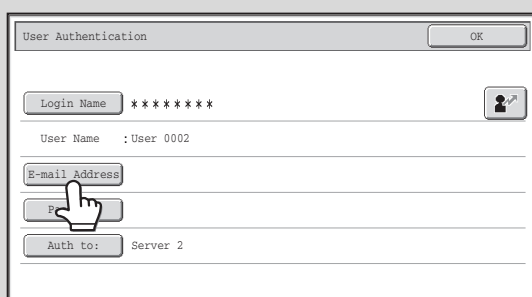 User Authentication OK
Login Name ********
User Name : User 0002
E-mail Address
Auth to: Server 2